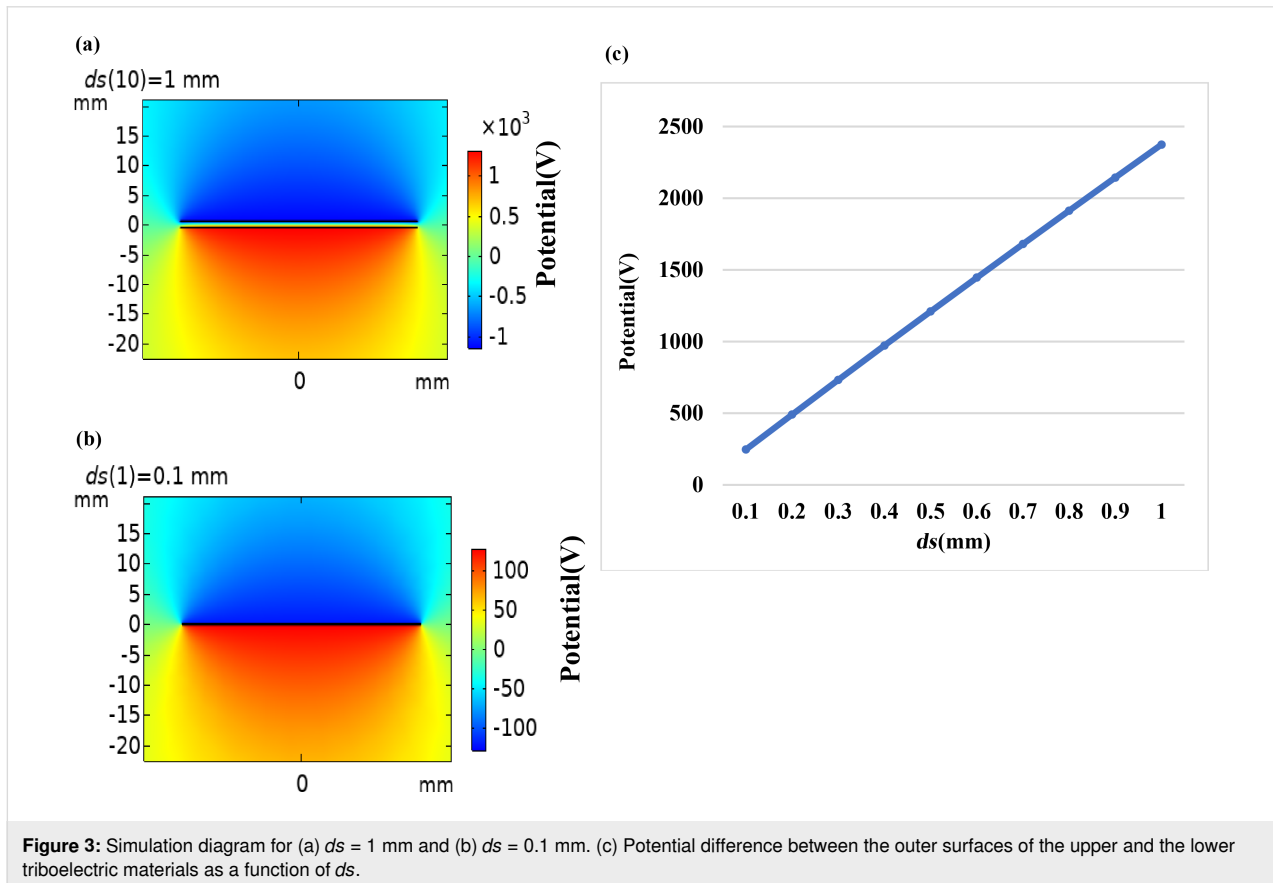 (a)
ds(10)=1 mm
mm
15
10
5
0
-5
-10
-15
-20
0
mm
×10³
1
0.5
0
-0.5
-1
Potential(V)
(b)
ds(1)=0.1 mm
mm
15
10
5
0
-5
-10
-15
-20
0
mm
100
50
0
-50
-100
Potential(V)
(c)
2500
2000
1500
1000
500
0
Potential(V)
0.1 0.2 0.3 0.4 0.5 0.6 0.7 0.8 0.9 1
ds(mm)
Figure 3: Simulation diagram for (a) ds = 1 mm and (b) ds = 0.1 mm. (c) Potential difference between the outer surfaces of the upper and the lower
triboelectric materials as a function of ds.